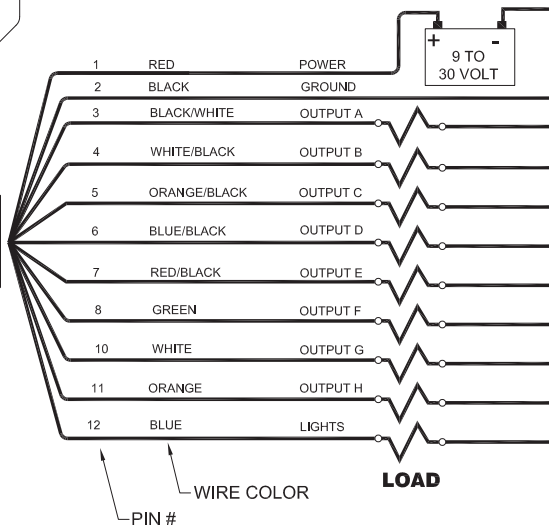 + -
9 TO
30 VOLT
1 RED POWER
2 BLACK GROUND
3 BLACK/WHITE OUTPUT A
4 WHITE/BLACK OUTPUT B
5 ORANGE/BLACK OUTPUT C
6 BLUE/BLACK OUTPUT D
7 RED/BLACK OUTPUT E
8 GREEN OUTPUT F
10 WHITE OUTPUT G
11 ORANGE OUTPUT H
12 BLUE LIGHTS
LOAD
WIRE COLOR
PIN #